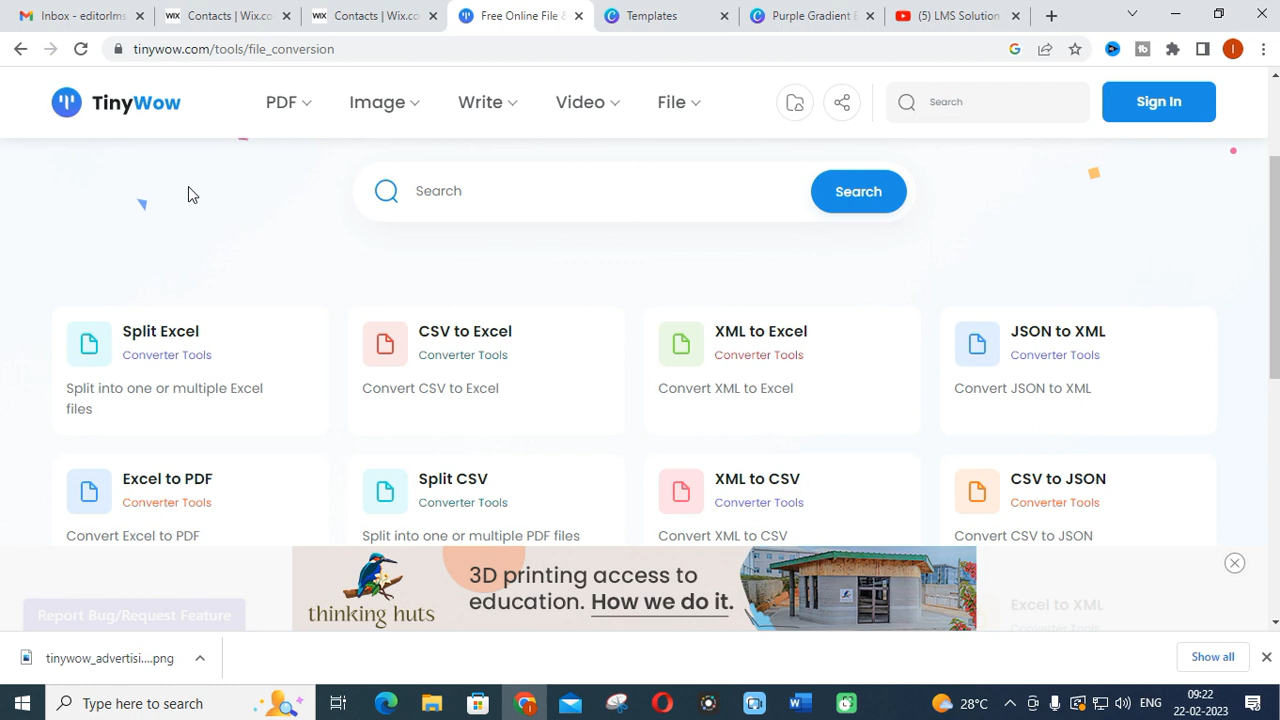 Inbox - editorlms
WIX Contacts | Wix.co
WIX Contacts | Wix.co
Free Online File &
Templates
Purple Gradient B
(5) LMS Solution
tinywow.com/tools/file_conversion
TinyWow
PDF
Image
Write
Video
File
Search
Sign In
Search
Search
Split Excel
Converter Tools
Split into one or multiple Excel
files
CSV to Excel
Converter Tools
Convert CSV to Excel
XML to Excel
Converter Tools
Convert XML to Excel
JSON to XML
Converter Tools
Convert JSON to XML
Excel to PDF
Converter Tools
Convert Excel to PDF
Split CSV
Converter Tools
Split into one or multiple PDF files
XML to CSV
Converter Tools
Convert XML to CSV
CSV to JSON
Converter Tools
Convert CSV to JSON
thinking huts
3D printing access to
education. How we do it.
Excel to XML
Converter Tools
Report Bug/Request Feature
tinywow_advertisi....png
Show all
Type here to search
28°C
ENG
09:22
22-02-2023